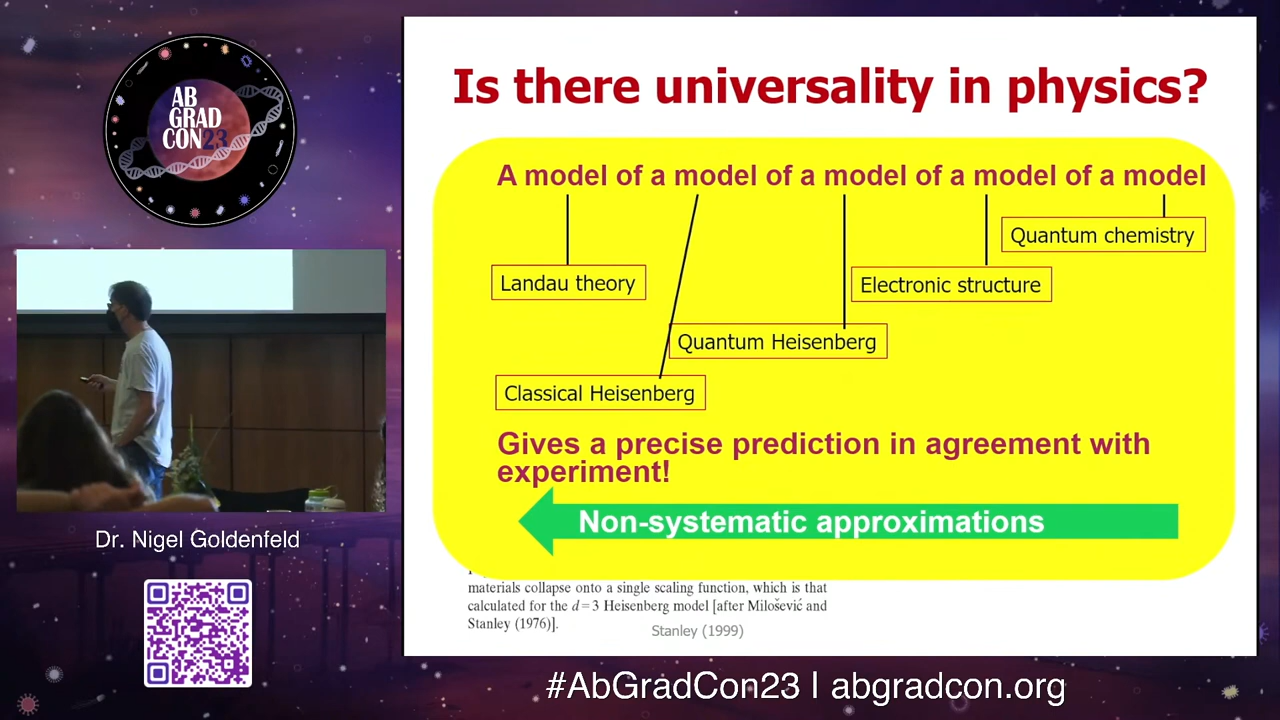 AB
GRAD
CON23
Is there universality in physics?
A model of a model of a model of a model of a model
Quantum chemistry
Landau theory
Electronic structure
Quantum Heisenberg
Classical Heisenberg
Gives a precise prediction in agreement with
experiment!
Non-systematic approximations
materials collapse onto a single scaling function, which is that
calculated for the d = 3 Heisenberg model [after Milošević and
Stanley (1976)].
Stanley (1999)
Dr. Nigel Goldenfeld
#AbGradCon23 | abgradcon.org